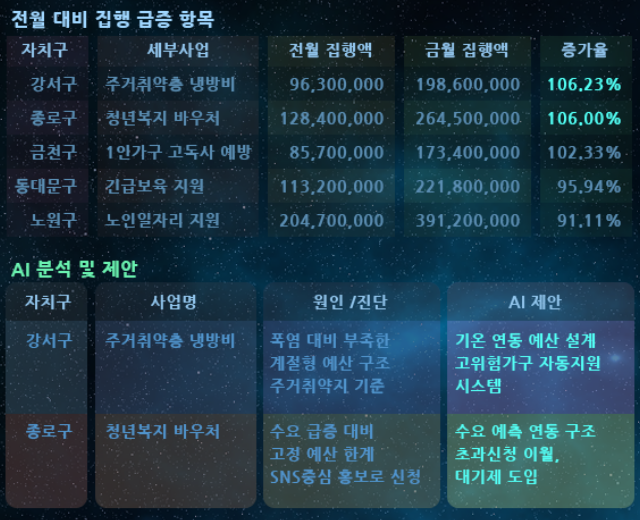 전월 대비 집행 급증 항목
자치구 세부사업 전월 집행액 금월 집행액 증가율
강서구 주거취약층 냉방비 96,300,000 198,600,000 106.23%
종로구 청년복지 바우처 128,400,000 264,500,000 106.00%
금천구 1인가구 고독사 예방 85,700,000 173,400,000 102.33%
동대문구 긴급보육 지원 113,200,000 221,800,000 95.94%
노원구 노인일자리 지원 204,700,000 391,200,000 91.11%
AI 분석 및 제안
자치구 사업명 원인 /진단 AI 제안
강서구 주거취약층 냉방비 폭염 대비 부족한 기온 연동 예산 설계
계절형 예산 구조 고위험가구 자동지원
주거취약지 기준 시스템
종로구 청년복지 바우처 수요 급증 대비 수요 예측 연동 구조
고정 예산 한계 초과신청 이월,
SNS중심 홍보로 신청 대기제 도입